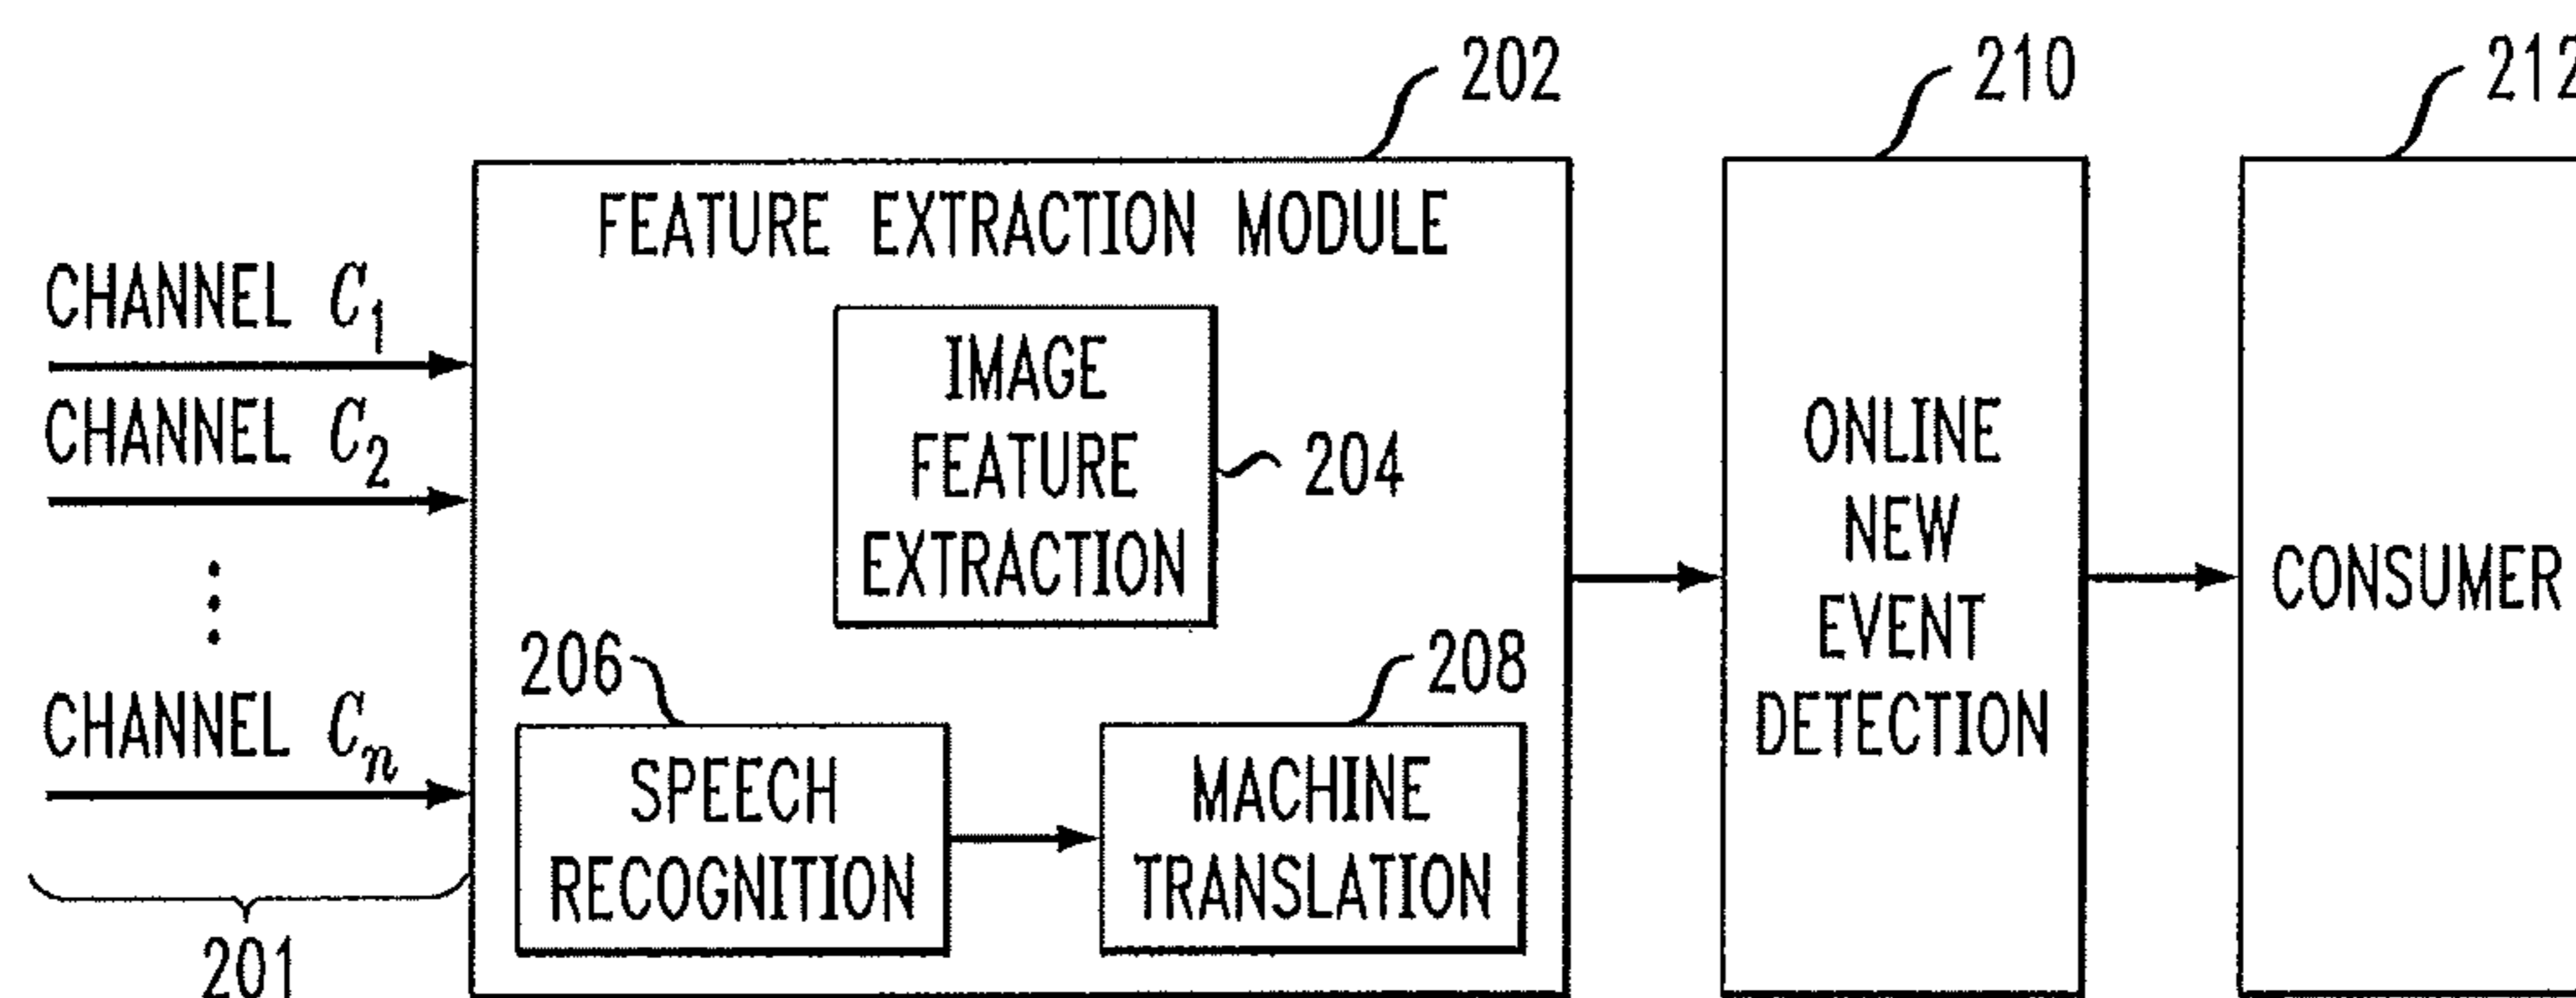 202
210
212
FEATURE EXTRACTION MODULE
CHANNEL C1
CHANNEL C2
CHANNEL Cn
201
IMAGE
FEATURE
EXTRACTION
204
206
208
SPEECH
RECOGNITION
MACHINE
TRANSLATION
ONLINE
NEW
EVENT
DETECTION
CONSUMER